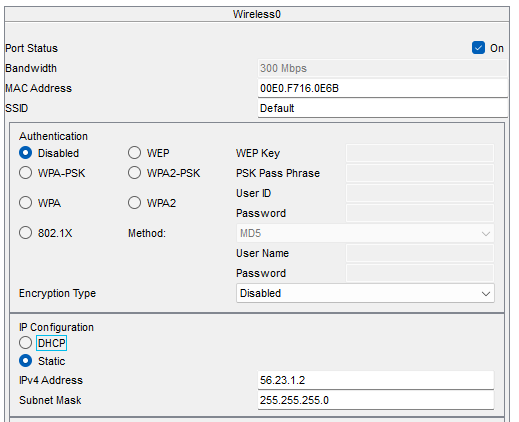 Wireless0
Port Status On
Bandwidth 300 Mbps
MAC Address 00E0.F716.0E6B
SSID Default
Authentication
Disabled WEP WEP Key
WPA-PSK WPA2-PSK PSK Pass Phrase
User ID
WPA WPA2
Password
802.1X Method: MD5
User Name
Password
Encryption Type Disabled
IP Configuration
DHCP
Static
IPv4 Address 56.23.1.2
Subnet Mask 255.255.255.0